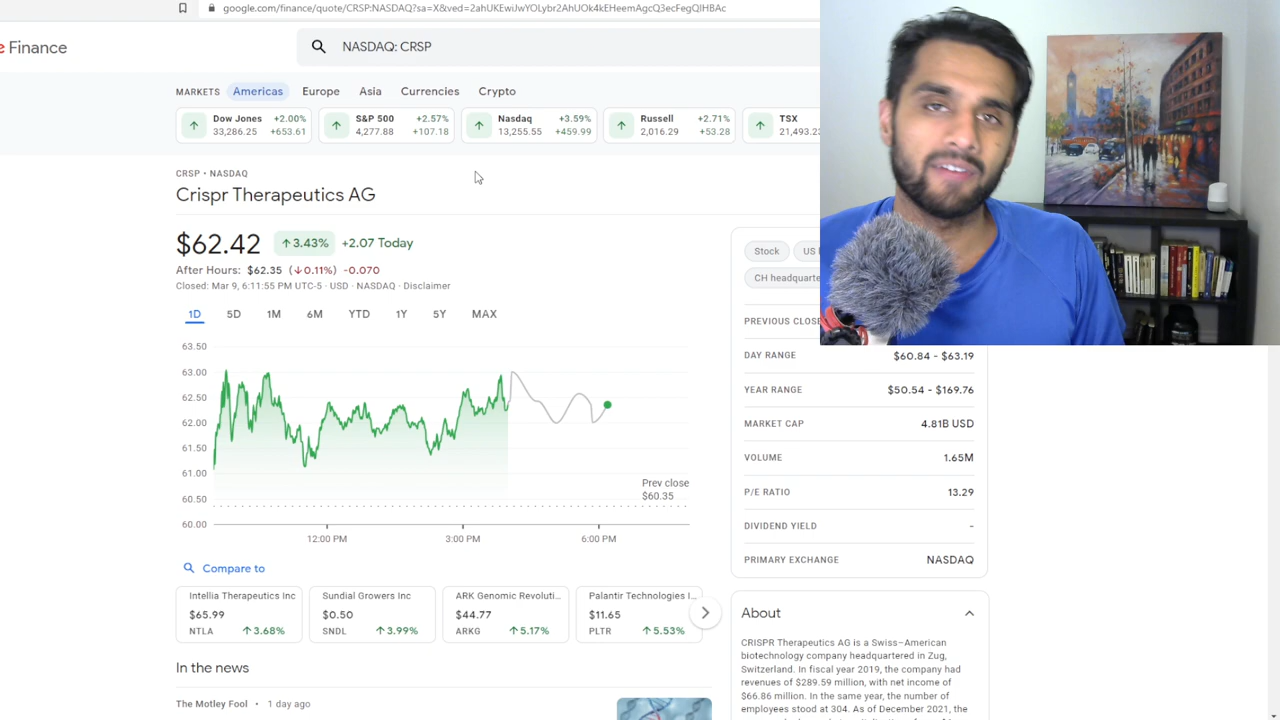 google.com/finance/quote/CRSP:NASDAQ?sa=X&ved=2ahUKEwiJwYOLybr2AhUOk4kEHeemAgcQ3ecFegQIHBAc
e Finance
NASDAQ: CRSP
MARKETS Americas Europe Asia Currencies Crypto
Dow Jones +2.00%
33,286.25 +653.61
S&P 500 +2.57%
4,277.88 +107.18
Nasdaq +3.59%
13,255.55 +459.99
Russell +2.71%
2,016.29 +53.28
TSX
21,493.23
CRSP • NASDAQ
Crispr Therapeutics AG
$62.42 ↑3.43% +2.07 Today
After Hours: $62.35 (↓0.11%) -0.070
Closed: Mar 9, 6:11:55 PM UTC-5 · USD · NASDAQ · Disclaimer
1D 5D 1M 6M YTD 1Y 5Y MAX
63.50
63.00
62.50
62.00
61.50
61.00
60.50
60.00
Prev close
$60.35
12:00 PM 3:00 PM 6:00 PM
Compare to
Intellia Therapeutics Inc
$65.99
NTLA ↑3.68%
Sundial Growers Inc
$0.50
SNDL ↑3.99%
ARK Genomic Revoluti...
$44.77
ARKG ↑5.17%
Palantir Technologies I...
$11.65
PLTR ↑5.53%
In the news
The Motley Fool • 1 day ago
Stock US
CH headquarte
PREVIOUS CLOS
DAY RANGE $60.84 - $63.19
YEAR RANGE $50.54 - $169.76
MARKET CAP 4.81B USD
VOLUME 1.65M
P/E RATIO 13.29
DIVIDEND YIELD -
PRIMARY EXCHANGE NASDAQ
About
CRISPR Therapeutics AG is a Swiss–American
biotechnology company headquartered in Zug,
Switzerland. In fiscal year 2019, the company had
revenues of $289.59 million, with net income of
$66.86 million. In the same year, the number of
employees stood at 304. As of December 2021, the